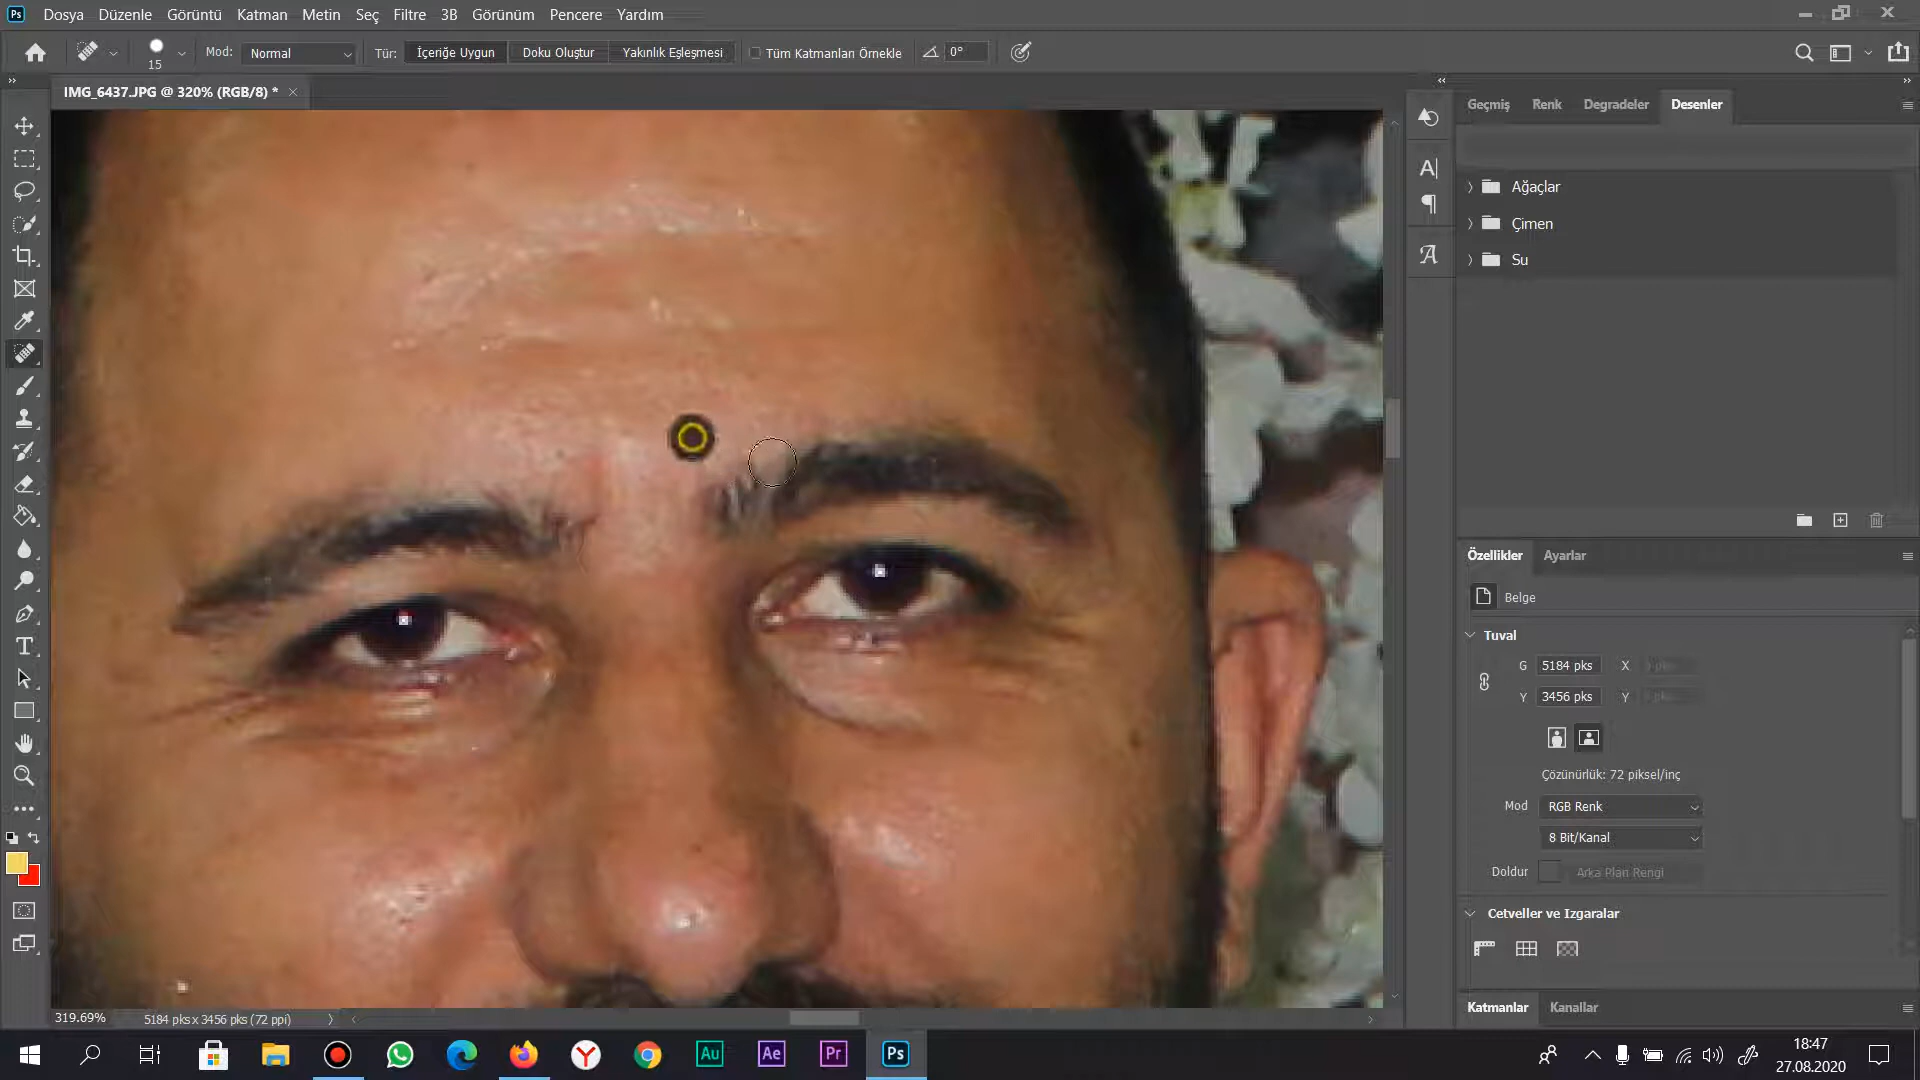 Ps Dosya Düzenle Görüntü Katman Metin Seç Filtre 3B Görünüm Pencere Yardım
15 Mod: Normal Tür: İçeriğe Uygun Doku Oluştur Yakınlık Eşleşmesi Tüm Katmanları Örnekle 0°
IMG_6437.JPG @ 320% (RGB/8) *
Geçmiş Renk Degradeler Desenler
Ağaçlar
Çimen
Su
Özellikler Ayarlar
Belge
Tuval
G 5184 pks X
Y 3456 pks Y
Çözünürlük: 72 piksel/inç
Mod RGB Renk
8 Bit/Kanal
Doldur Arka Plan Rengi
Cetveller ve Izgaralar
Katmanlar Kanallar
319.69% 5184 pks x 3456 pks (72 ppi)
Au Ae Pr Ps
18:47
27.08.2020